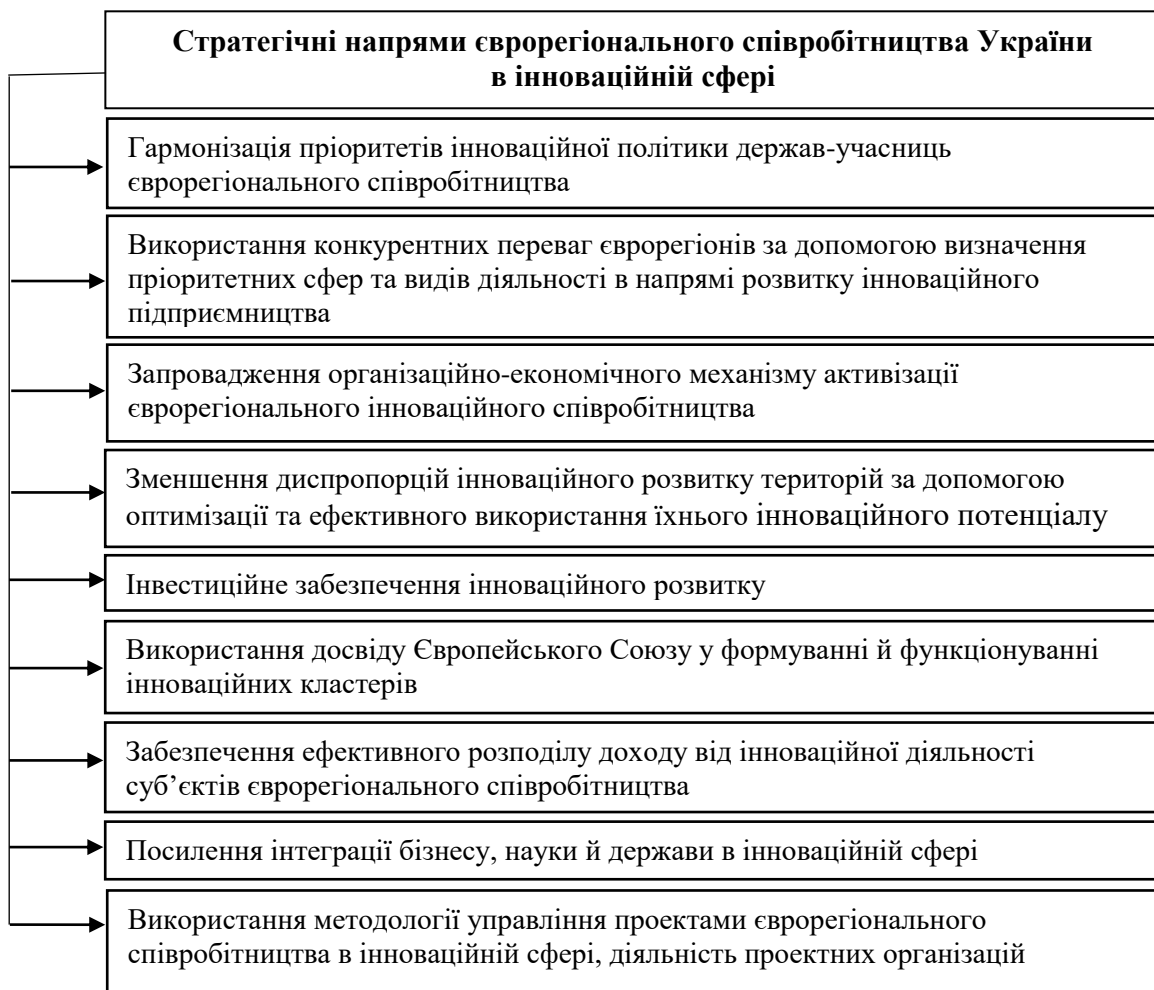 Стратегічні напрями єврорегіонального співробітництва України
в інноваційній сфері
Гармонізація пріоритетів інноваційної політики держав-учасниць
єврорегіонального співробітництва
Використання конкурентних переваг єврорегіонів за допомогою визначення
пріоритетних сфер та видів діяльності в напрямі розвитку інноваційного
підприємництва
Запровадження організаційно-економічного механізму активізації
єврорегіонального інноваційного співробітництва
Зменшення диспропорцій інноваційного розвитку територій за допомогою
оптимізації та ефективного використання їхнього інноваційного потенціалу
Інвестиційне забезпечення інноваційного розвитку
Використання досвіду Європейського Союзу у формуванні й функціонуванні
інноваційних кластерів
Забезпечення ефективного розподілу доходу від інноваційної діяльності
суб’єктів єврорегіонального співробітництва
Посилення інтеграції бізнесу, науки й держави в інноваційній сфері
Використання методології управління проектами єврорегіонального
співробітництва в інноваційній сфері, діяльність проектних організацій